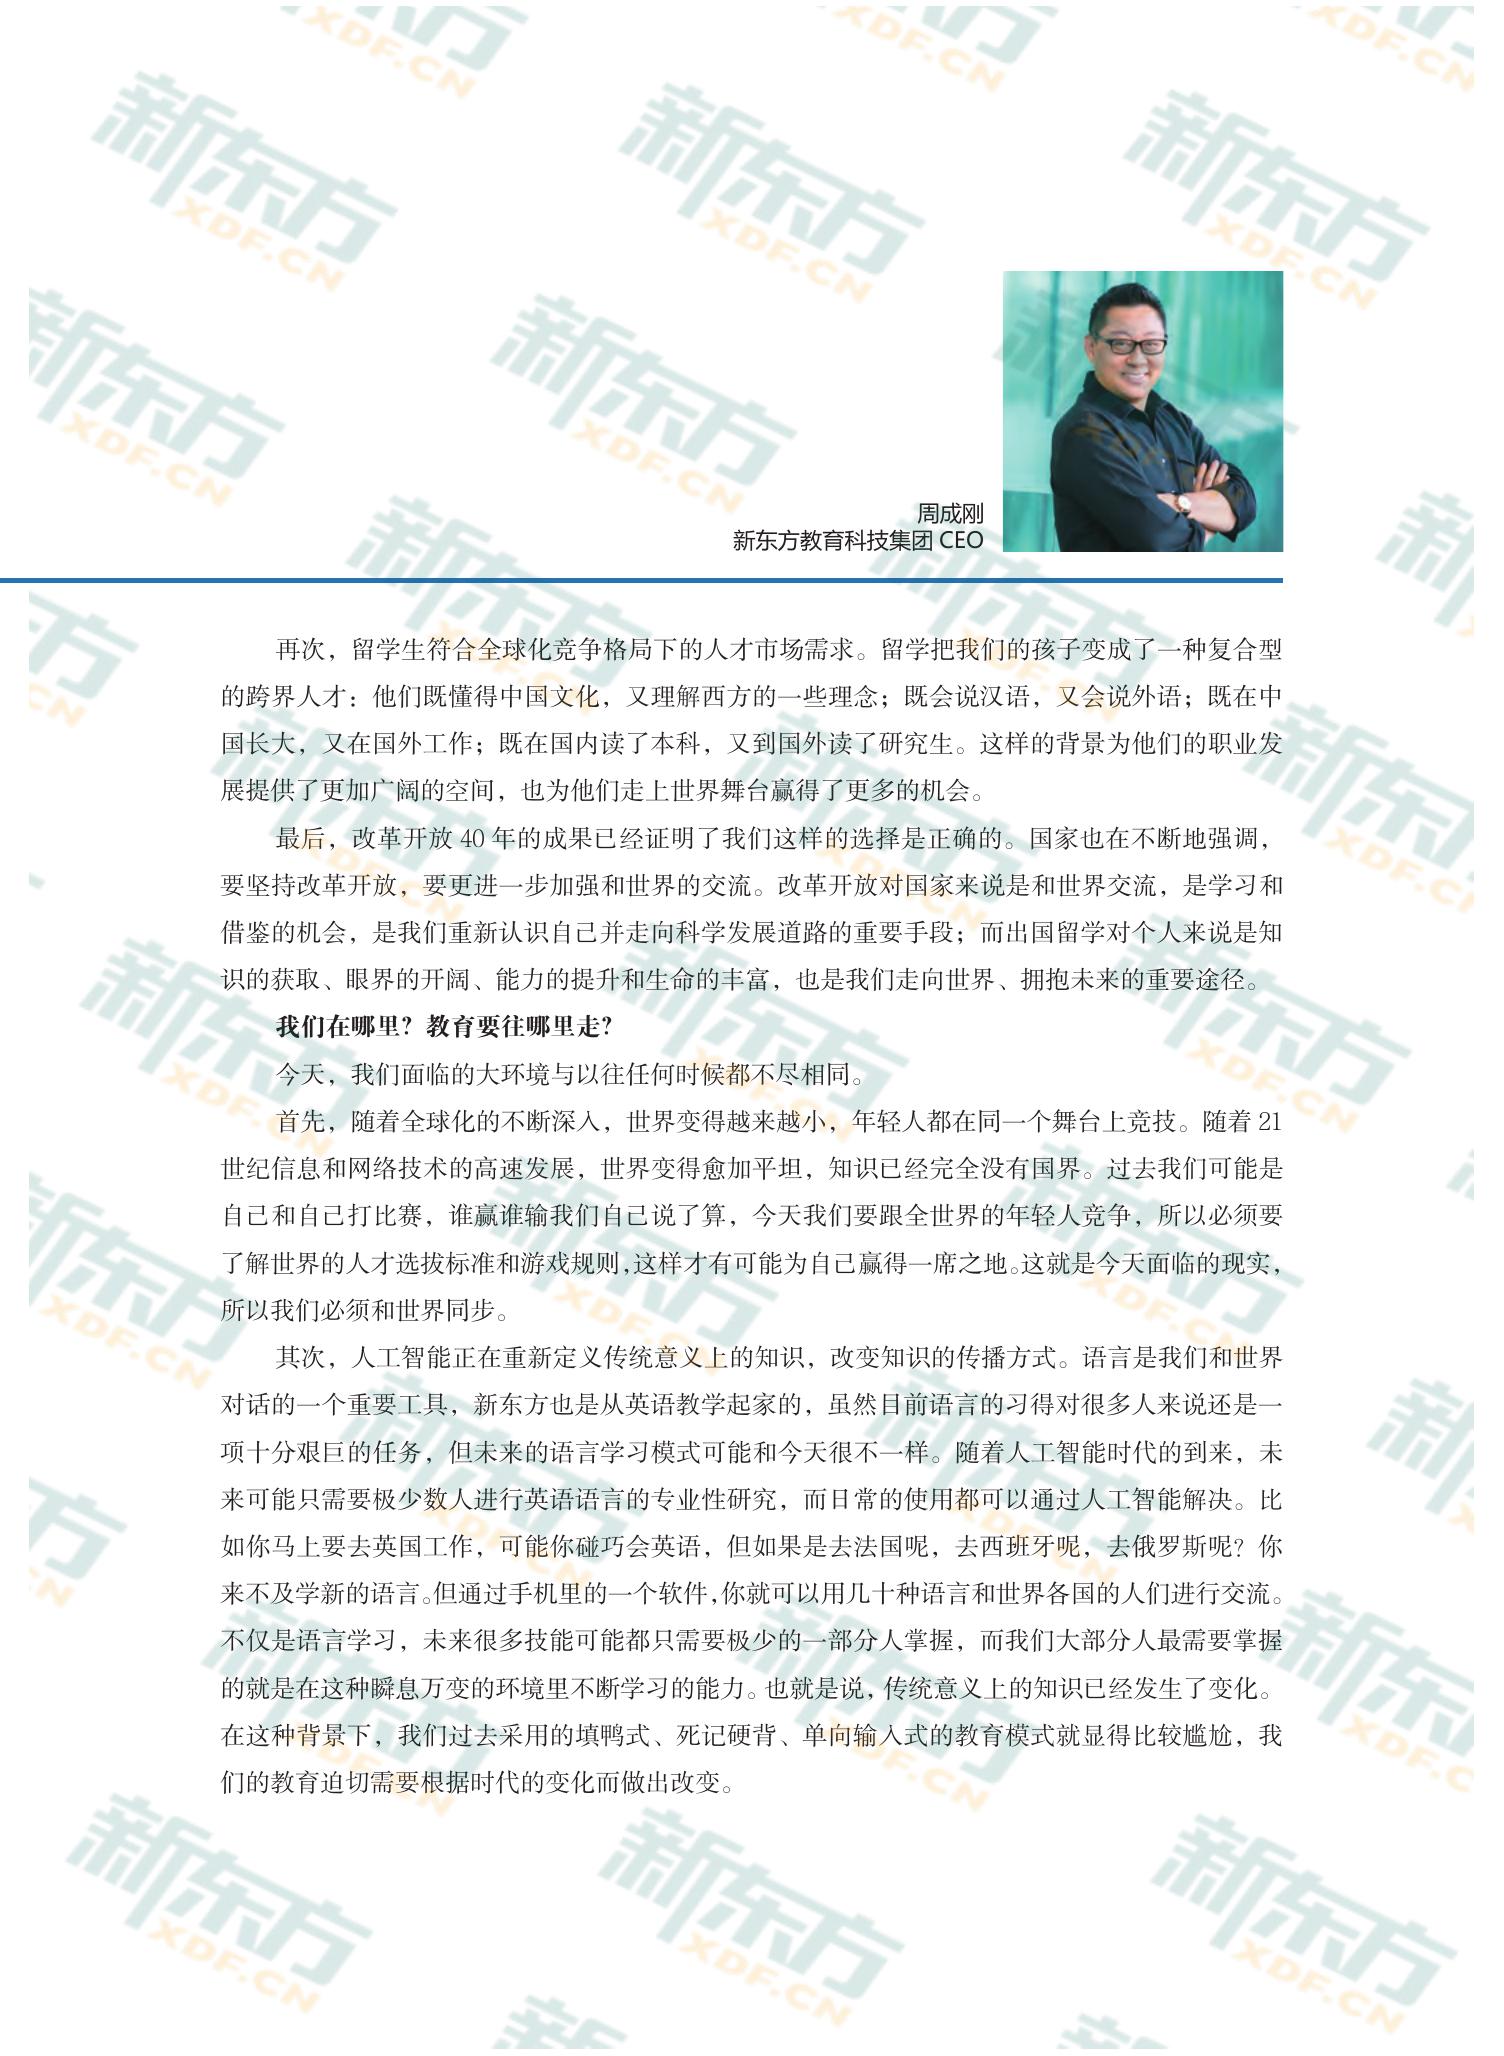 周成刚
新东方教育科技集团 CEO
再次，留学生符合全球化竞争格局下的人才市场需求。留学把我们的孩子变成了一种复合型
的跨界人才：他们既懂得中国文化，又理解西方的一些理念；既会说汉语，又会说外语；既在中
国长大，又在国外工作；既在国内读了本科，又到国外读了研究生。这样的背景为他们的职业发
展提供了更加广阔的空间，也为他们走上世界舞台赢得了更多的机会。
最后，改革开放 40 年的成果已经证明了我们这样的选择是正确的。国家也在不断地强调，
要坚持改革开放，要更进一步加强和世界的交流。改革开放对国家来说是和世界交流，是学习和
借鉴的机会，是我们重新认识自己并走向科学发展道路的重要手段；而出国留学对个人来说是知
识的获取、眼界的开阔、能力的提升和生命的丰富，也是我们走向世界、拥抱未来的重要途径。
我们在哪里？教育要往哪里走？
今天，我们面临的大环境与以往任何时候都不尽相同。
首先，随着全球化的不断深入，世界变得越来越小，年轻人都在同一个舞台上竞技。随着 21
世纪信息和网络技术的高速发展，世界变得愈加平坦，知识已经完全没有国界。过去我们可能是
自己和自己打比赛，谁赢谁输我们自己说了算，今天我们要跟全世界的年轻人竞争，所以必须要
了解世界的人才选拔标准和游戏规则，这样才有可能为自己赢得一席之地。这就是今天面临的现实，
所以我们必须和世界同步。
其次，人工智能正在重新定义传统意义上的知识，改变知识的传播方式。语言是我们和世界
对话的一个重要工具，新东方也是从英语教学起家的，虽然目前语言的习得对很多人来说还是一
项十分艰巨的任务，但未来的语言学习模式可能和今天很不一样。随着人工智能时代的到来，未
来可能只需要极少数人进行英语语言的专业性研究，而日常的使用都可以通过人工智能解决。比
如你马上要去英国工作，可能你碰巧会英语，但如果是去法国呢，去西班牙呢，去俄罗斯呢？你
来不及学新的语言。但通过手机里的一个软件，你就可以用几十种语言和世界各国的人们进行交流。
不仅是语言学习，未来很多技能可能都只需要极少的一部分人掌握，而我们大部分人最需要掌握
的就是在这种瞬息万变的环境里不断学习的能力。也就是说，传统意义上的知识已经发生了变化。
在这种背景下，我们过去采用的填鸭式、死记硬背、单向输入式的教育模式就显得比较尴尬，我
们的教育迫切需要根据时代的变化而做出改变。
新东方
XDF.CN